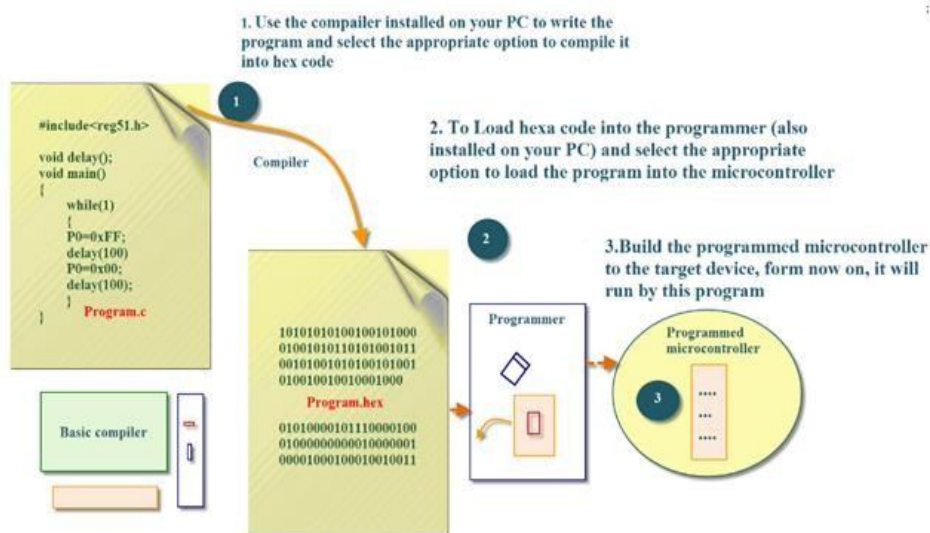 1. Use the compailer installed on your PC to write the
program and select the appropriate option to compile it
into hex code
1
#include<reg51.h>
void delay();
void main()
{
while(1)
{
P0=0xFF;
delay(100)
P0=0x00;
delay(100);
}
}
Program.c
Compiler
2. To Load hexa code into the programmer (also
installed on your PC) and select the appropriate
option to load the program into the microcontroller
2
3.Build the programmed microcontroller
to the target device, form now on, it will
run by this program
Basic compiler
10101010100100101000
01001010110101001011
00101001010100101001
010010010010001000
Program.hex
01010000101110000100
01000000000010000001
00001000100010010011
Programmer
Programmed
microcontroller
3